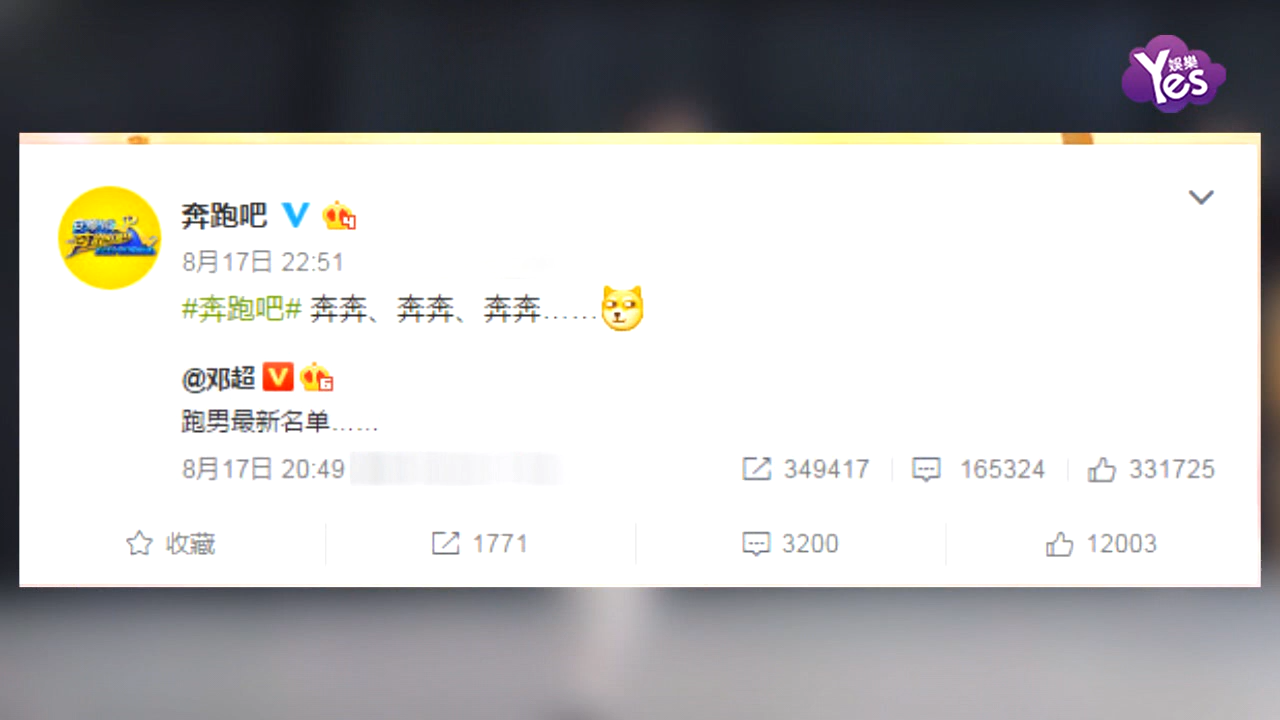 娛樂
Yes
奔跑吧
8月17日 22:51
#奔跑吧# 奔奔、奔奔、奔奔……
@邓超
跑男最新名单……
8月17日 20:49
349417
165324
331725
收藏
1771
3200
12003